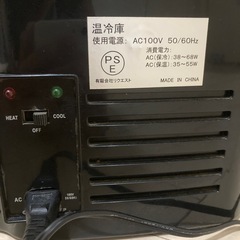 温冷庫
使用電源: AC100V 50/60Hz
消費電力:
AC(保冷): 38~68W
AC(保温): 35~55W
PS
E
有限会社リクエスト
MADE IN CHINA
HEAT
COOL
OFF
AC